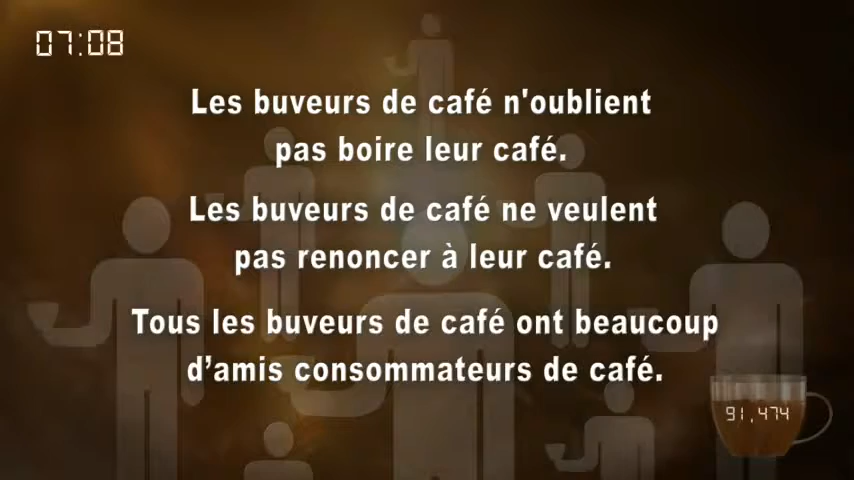 07:08
Les buveurs de café n'oublient
pas boire leur café.
Les buveurs de café ne veulent
pas renoncer à leur café.
Tous les buveurs de café ont beaucoup
d’amis consommateurs de café.
91,474